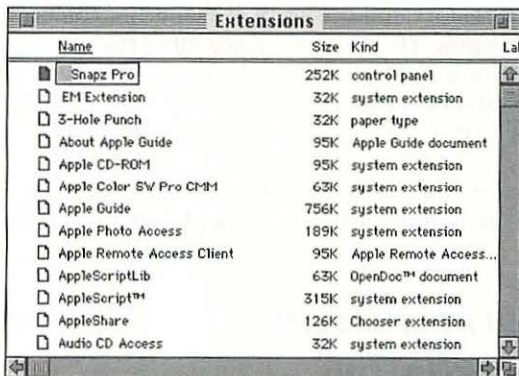 Extensions
Name Size Kind La
Snapz Pro 252K control panel
EM Extension 32K system extension
3-Hole Punch 32K paper type
About Apple Guide 95K Apple Guide document
Apple CD-ROM 95K system extension
Apple Color SW Pro CMM 63K system extension
Apple Guide 756K system extension
Apple Photo Access 189K system extension
Apple Remote Access Client 95K Apple Remote Access...
AppleScriptLib 63K OpenDoc™ document
AppleScript™ 315K system extension
AppleShare 126K Chooser extension
Audio CD Access 32K system extension